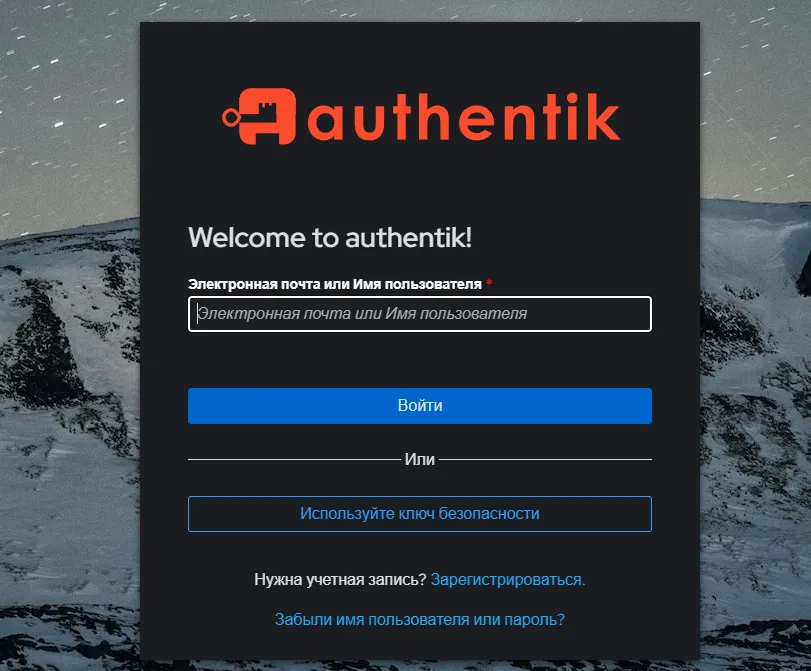 authentik
Welcome to authentik!
Электронная почта или Имя пользователя *
Электронная почта или Имя пользователя
Войти
Или
Используйте ключ безопасности
Нужна учетная запись? Зарегистрироваться.
Забыли имя пользователя или пароль?